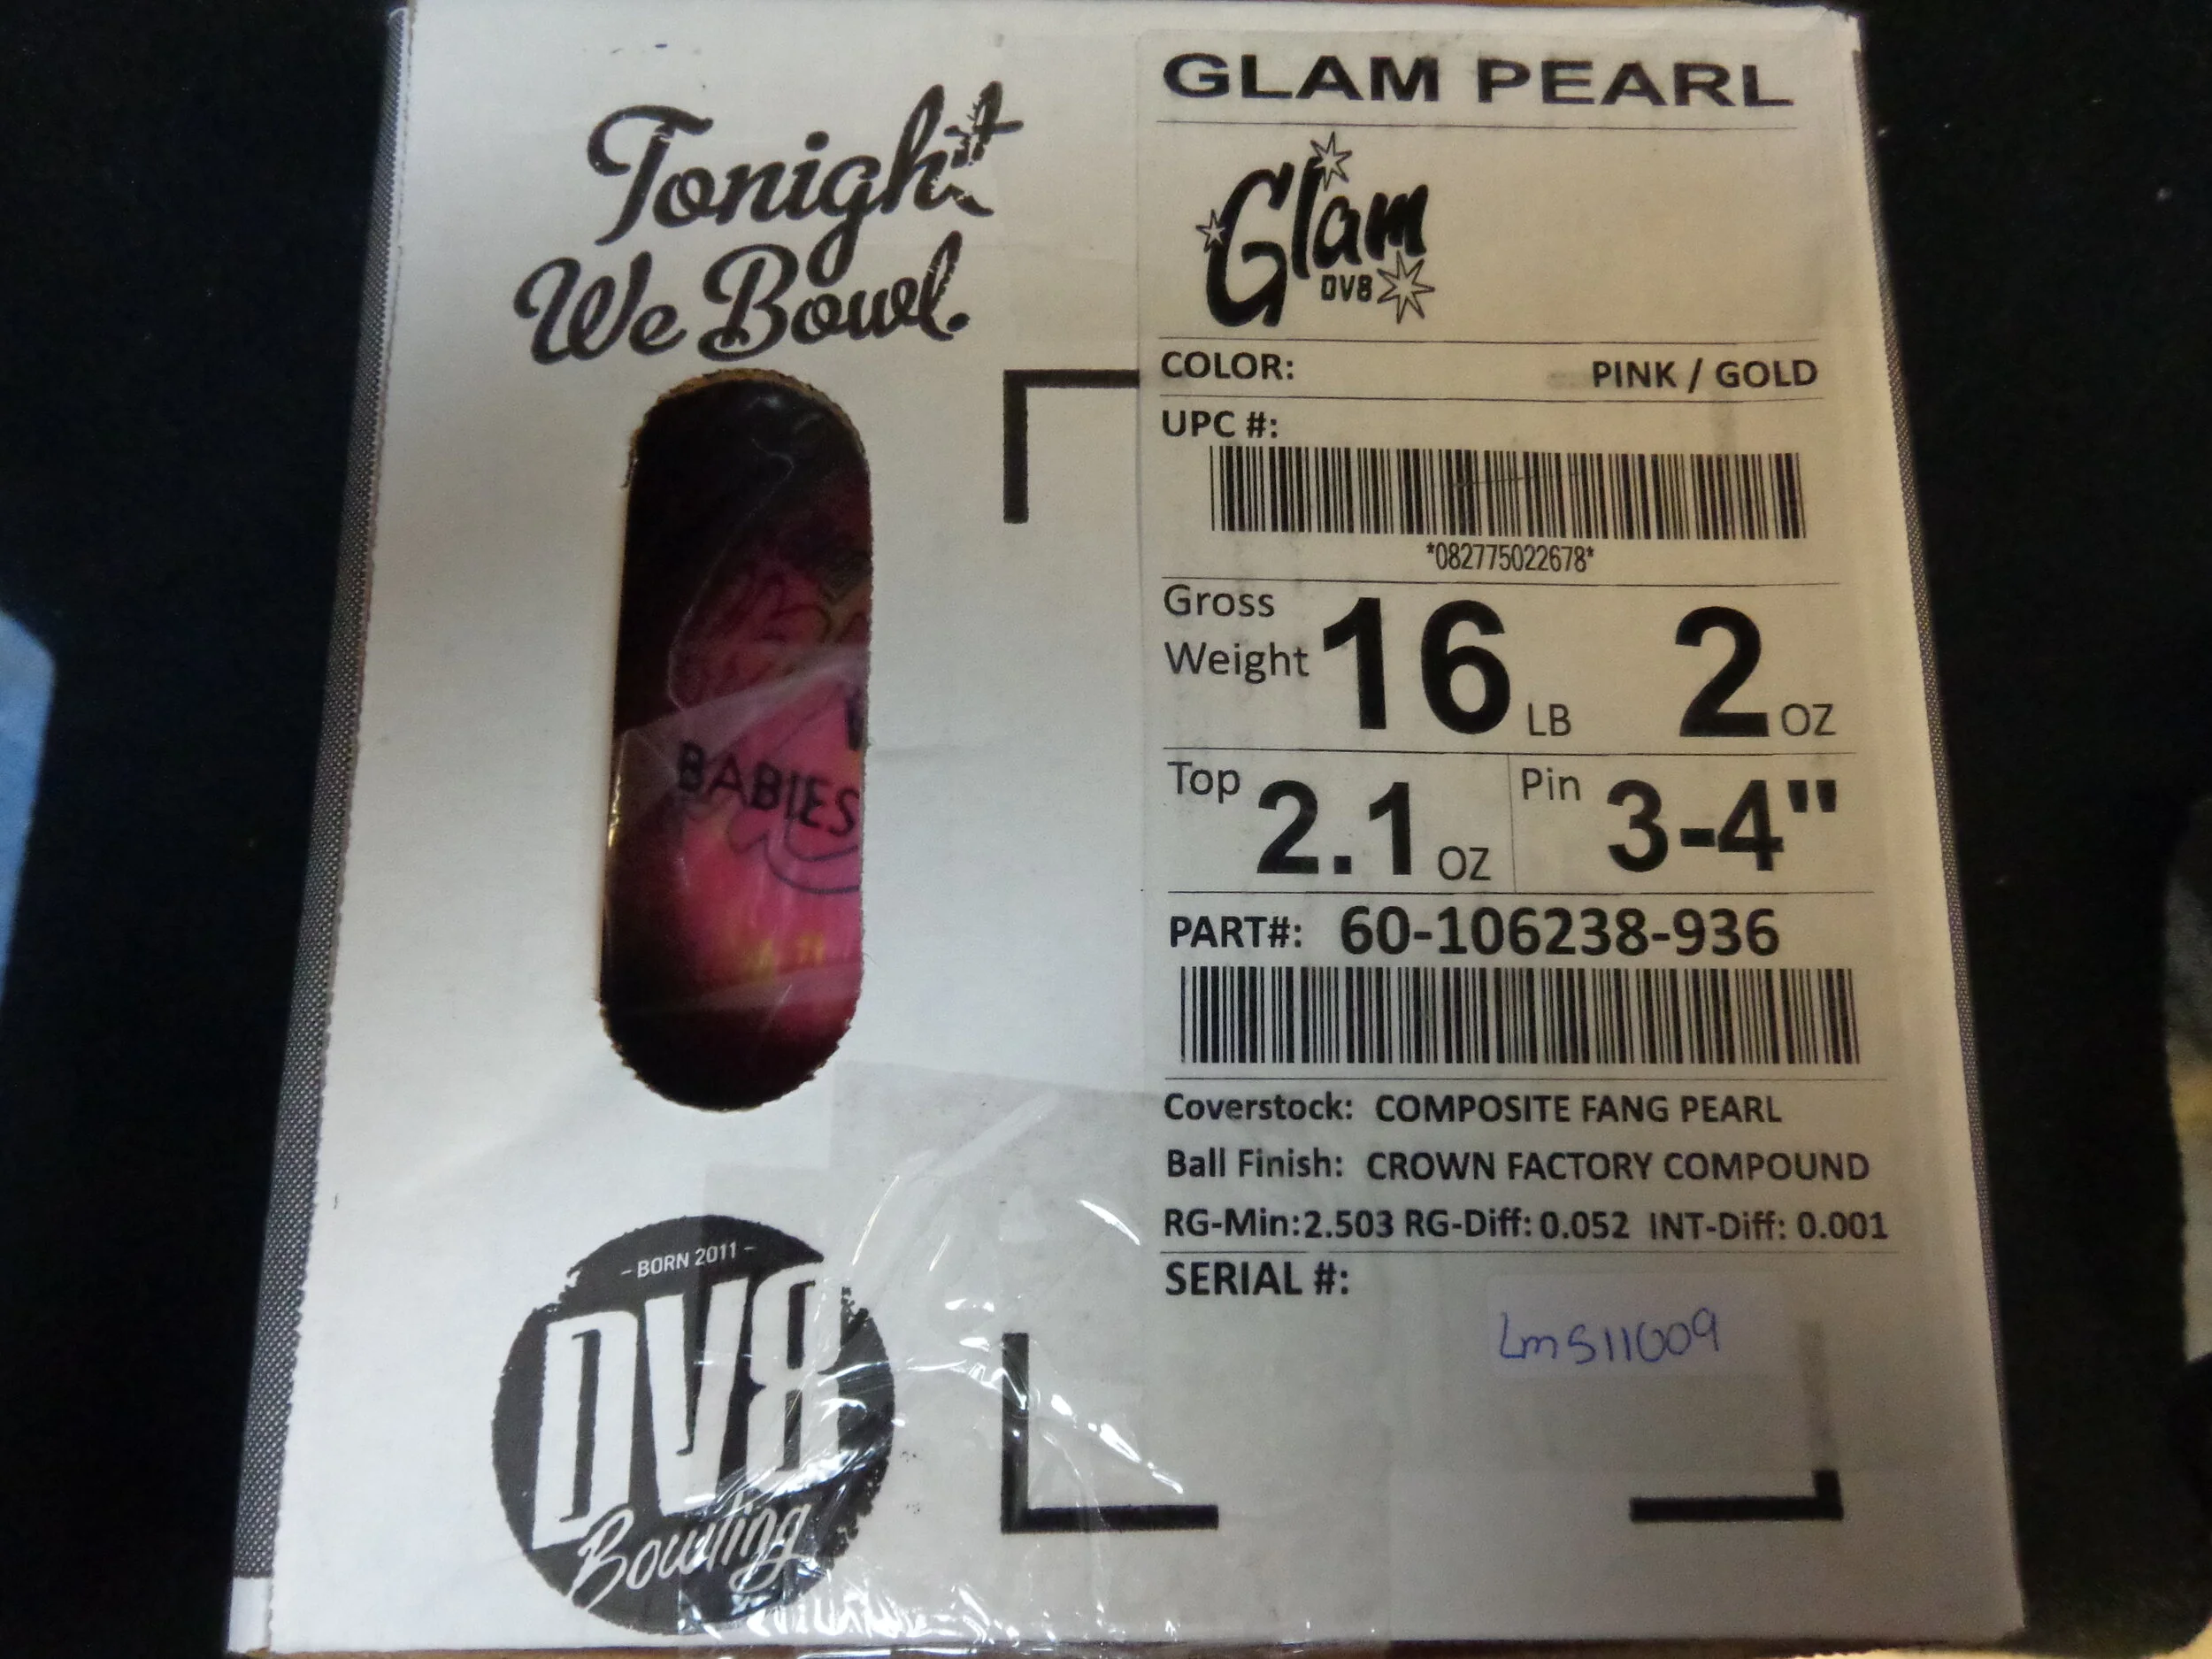 Tonight
We Bowl.
BABIES
- BORN 2011 -
DV8
Bowling
GLAM PEARL
Glam
DV8
COLOR: PINK / GOLD
UPC #:
*082775022678*
Gross
Weight 16 LB 2 OZ
Top 2.1 OZ Pin 3-4"
PART#: 60-106238-936
Coverstock: COMPOSITE FANG PEARL
Ball Finish: CROWN FACTORY COMPOUND
RG-Min:2.503 RG-Diff: 0.052 INT-Diff: 0.001
SERIAL #:
LmS11009